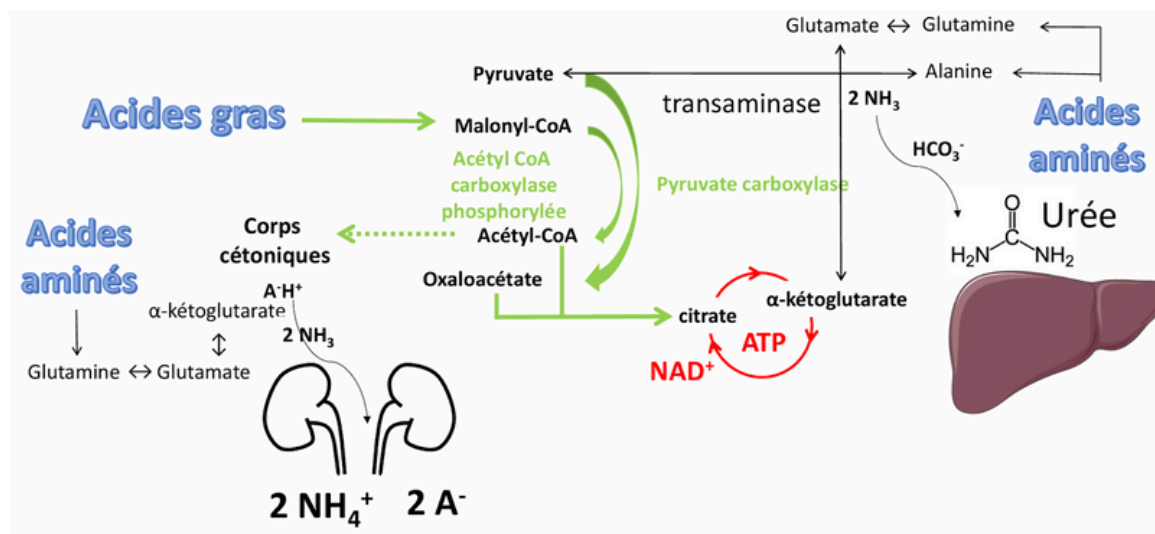 Glutamate ↔ Glutamine
Pyruvate
Alanine
transaminase
2 NH₃
Acides gras
Malonyl-CoA
Acides
aminés
HCO₃⁻
Acétyl CoA
carboxylase
phosphorylée
Pyruvate carboxylase
Urée
O
H₂N
NH₂
Acides
aminés
Corps
cétoniques
Acétyl-CoA
Oxaloacétate
A⁻H⁺
α-kétoglutarate
α-kétoglutarate
citrate
ATP
NAD⁺
2 NH₃
Glutamine ↔ Glutamate
2 NH₄⁺ 2 A⁻